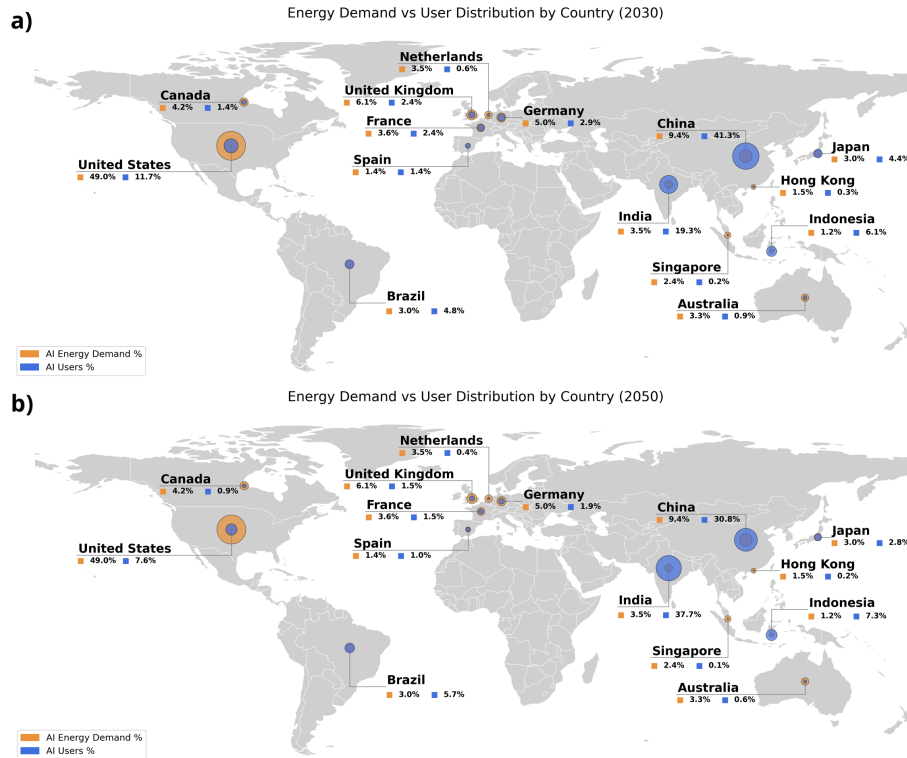 a)
Energy Demand vs User Distribution by Country (2030)
Netherlands
3.5% 0.6%
Canada
4.2% 1.4%
United Kingdom
6.1% 2.4%
Germany
5.0% 2.9%
France
3.6% 2.4%
China
9.4% 41.3%
Japan
3.0% 4.4%
United States
49.0% 11.7%
Spain
1.4% 1.4%
Hong Kong
1.5% 0.3%
India
3.5% 19.3%
Indonesia
1.2% 6.1%
Singapore
2.4% 0.2%
Brazil
3.0% 4.8%
Australia
3.3% 0.9%
AI Energy Demand %
AI Users %
b)
Energy Demand vs User Distribution by Country (2050)
Netherlands
3.5% 0.4%
Canada
4.2% 0.9%
United Kingdom
6.1% 1.5%
Germany
5.0% 1.9%
France
3.6% 1.5%
China
9.4% 30.8%
Japan
3.0% 2.8%
United States
49.0% 7.6%
Spain
1.4% 1.0%
Hong Kong
1.5% 0.2%
India
3.5% 37.7%
Indonesia
1.2% 7.3%
Singapore
2.4% 0.1%
Brazil
3.0% 5.7%
Australia
3.3% 0.6%
AI Energy Demand %
AI Users %